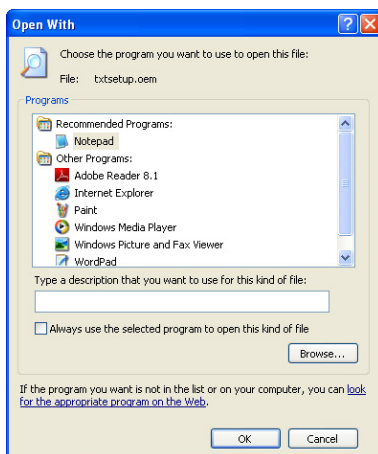 Open With
Choose the program you want to use to open this file:
File: txtsetup.oem
Programs
Recommended Programs:
Notepad
Other Programs:
Adobe Reader 8.1
Internet Explorer
Paint
Windows Media Player
Windows Picture and Fax Viewer
WordPad
Type a description that you want to use for this kind of file:
Always use the selected program to open this kind of file
Browse...
If the program you want is not in the list or on your computer, you can look
for the appropriate program on the Web.
OK Cancel